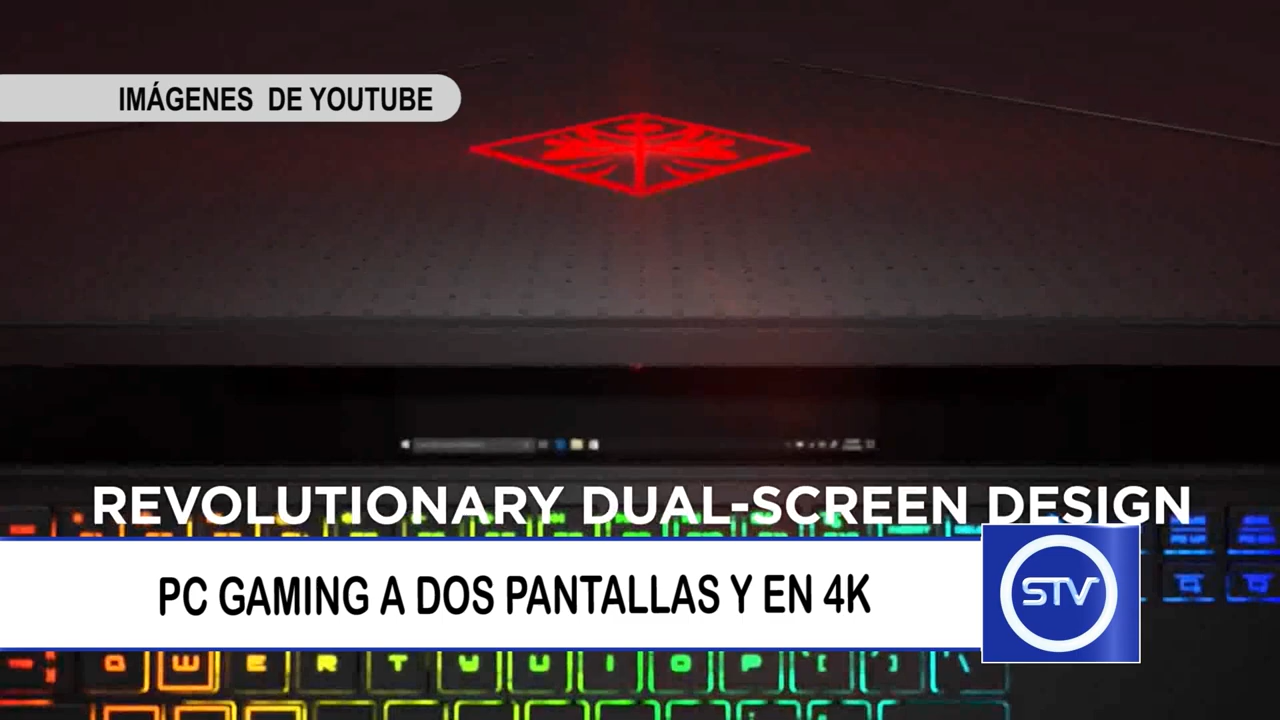 IMÁGENES DE YOUTUBE
REVOLUTIONARY DUAL-SCREEN DESIGN
PC GAMING A DOS PANTALLAS Y EN 4K
STV
Q W E R T Y U I O P [ ] \